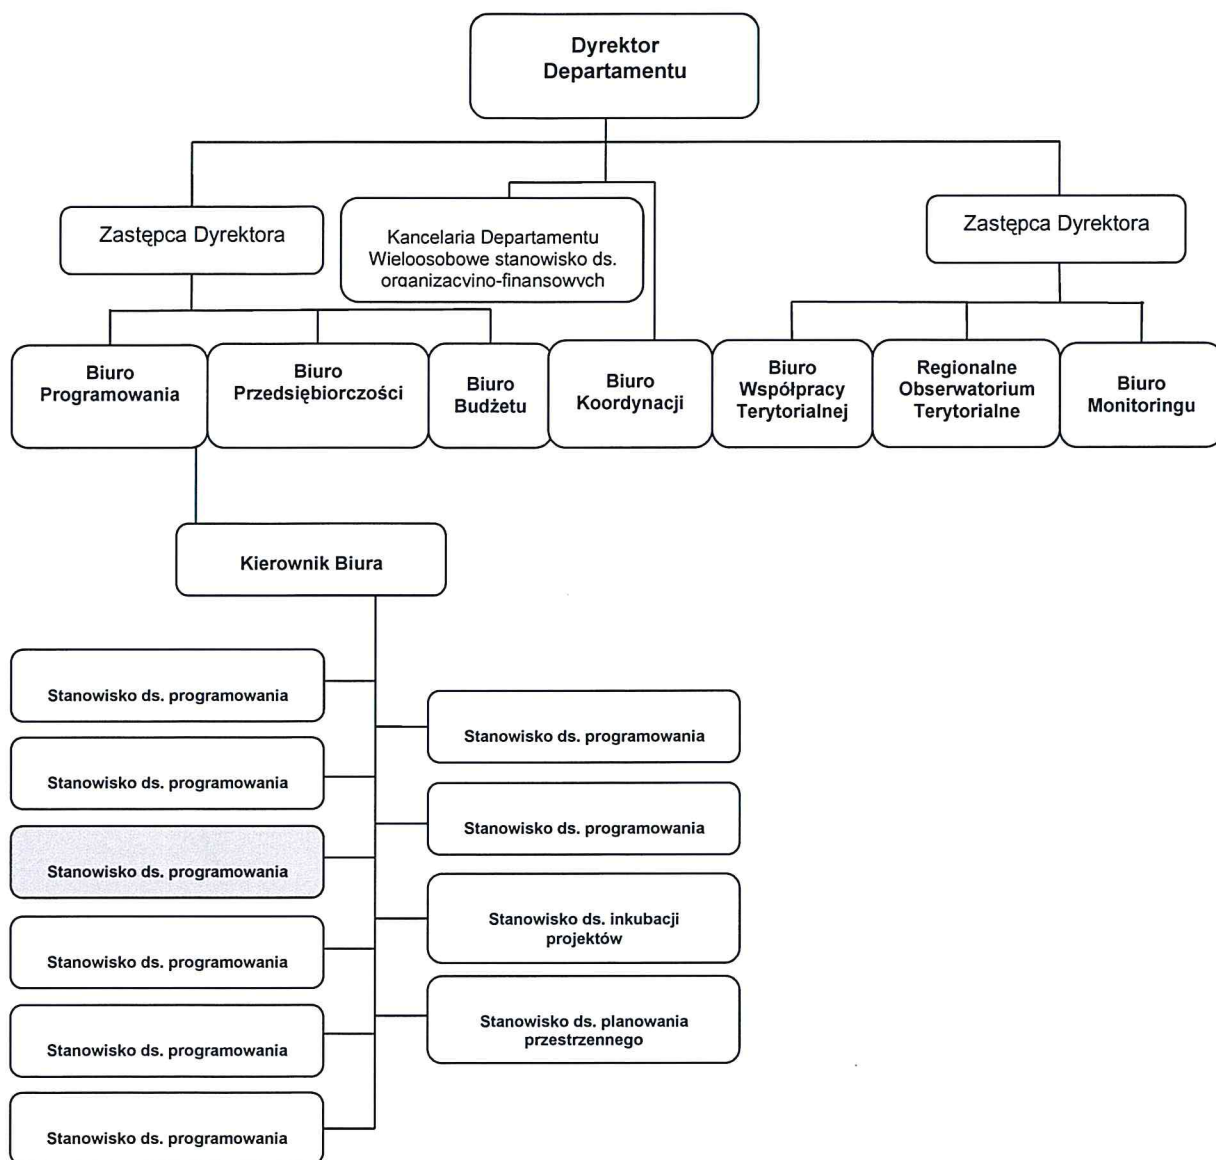 Dyrektor
Departamentu
Zastępca Dyrektora
Kancelaria Departamentu
Wieloosobowe stanowisko ds.
organizacyjno-finansowych
Zastępca Dyrektora
Biuro
Programowania
Biuro
Przedsiębiorczości
Biuro
Budżetu
Biuro
Koordynacji
Biuro
Współpracy
Terytorialnej
Regionalne
Obserwatorium
Terytorialne
Biuro
Monitoringu
Kierownik Biura
Stanowisko ds. programowania
Stanowisko ds. programowania
Stanowisko ds. programowania
Stanowisko ds. programowania
Stanowisko ds. programowania
Stanowisko ds. programowania
Stanowisko ds. programowania
Stanowisko ds. programowania
Stanowisko ds. inkubacji
projektów
Stanowisko ds. planowania
przestrzennego